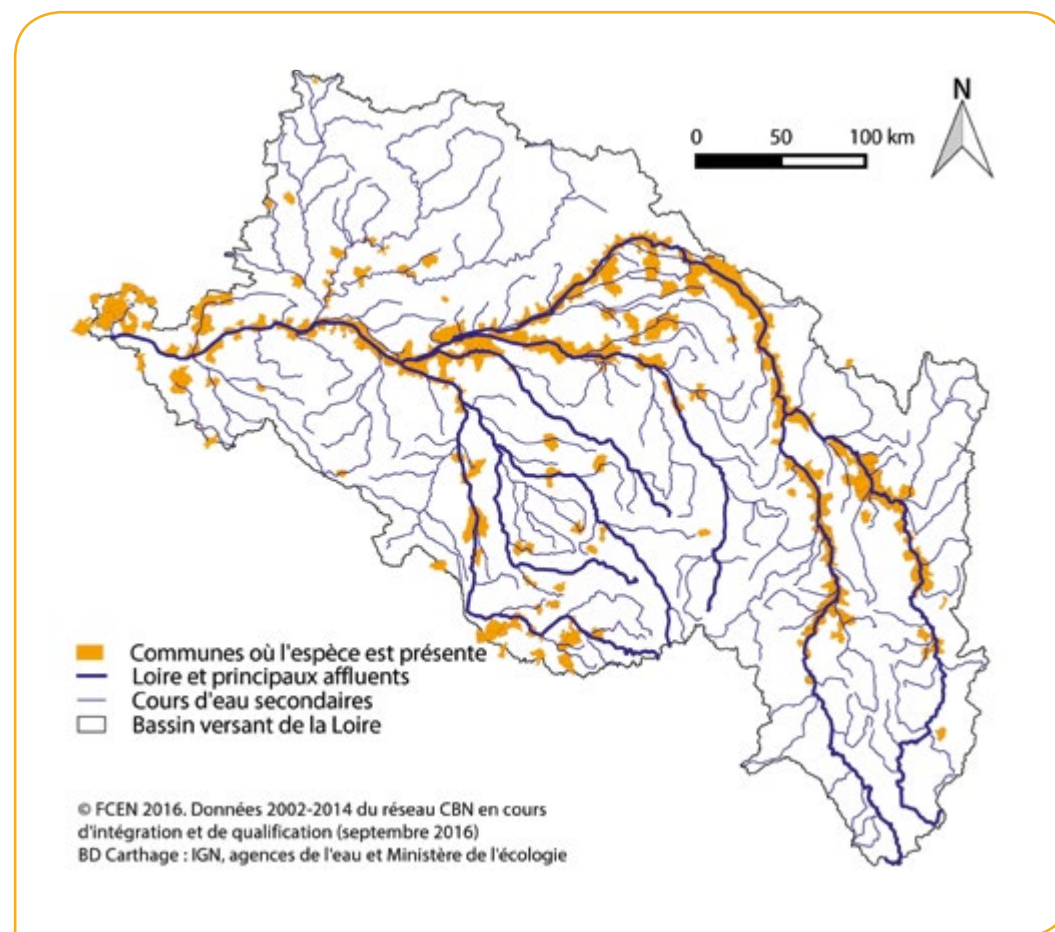 N
0 50 100 km
Communes où l'espèce est présente
Loire et principaux affluents
Cours d'eau secondaires
Bassin versant de la Loire
© FCEN 2016. Données 2002-2014 du réseau CBN en cours
d'intégration et de qualification (septembre 2016)
BD Carthage : IGN, agences de l'eau et Ministère de l'écologie